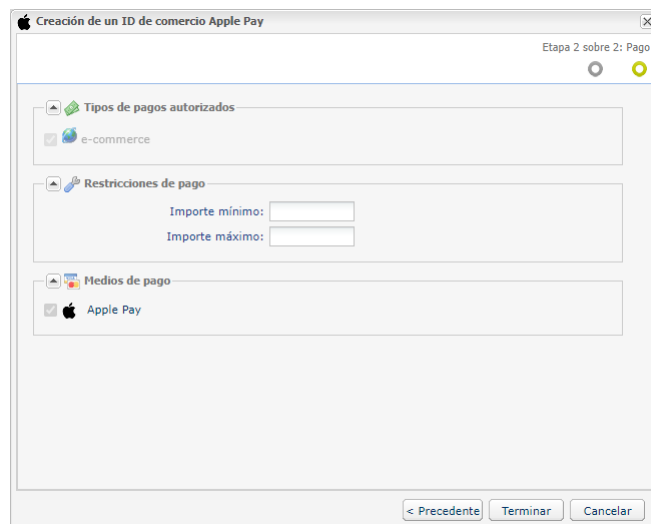 Creación de un ID de comercio Apple Pay
Etapa 2 sobre 2: Pago
Tipos de pagos autorizados
e-commerce
Restricciones de pago
Importe mínimo:
Importe máximo:
Medios de pago
Apple Pay
< Precedente Terminar Cancelar